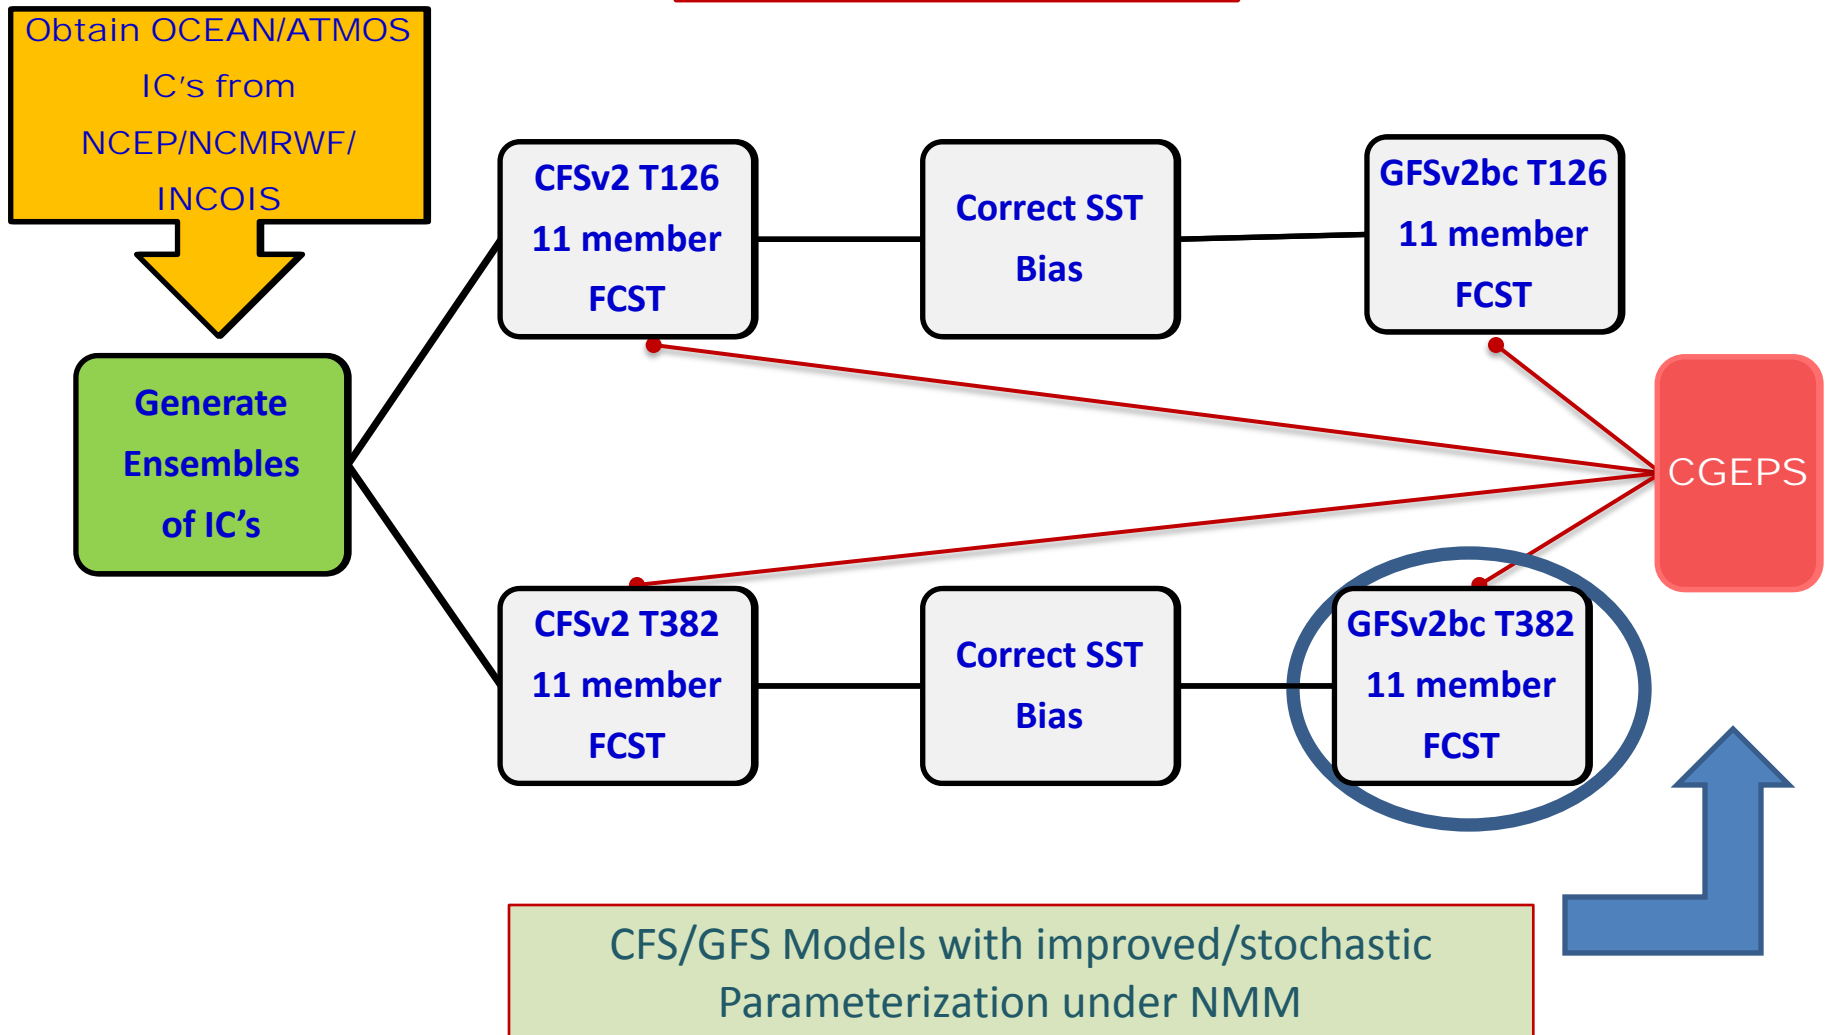 Obtain OCEAN/ATMOS
IC's from
NCEP/NCMRWF/
INCOIS
Generate
Ensembles
of IC’s
CFSv2 T126
11 member
FCST
Correct SST
Bias
GFSv2bc T126
11 member
FCST
CGEPS
CFSv2 T382
11 member
FCST
Correct SST
Bias
GFSv2bc T382
11 member
FCST
CFS/GFS Models with improved/stochastic
Parameterization under NMM